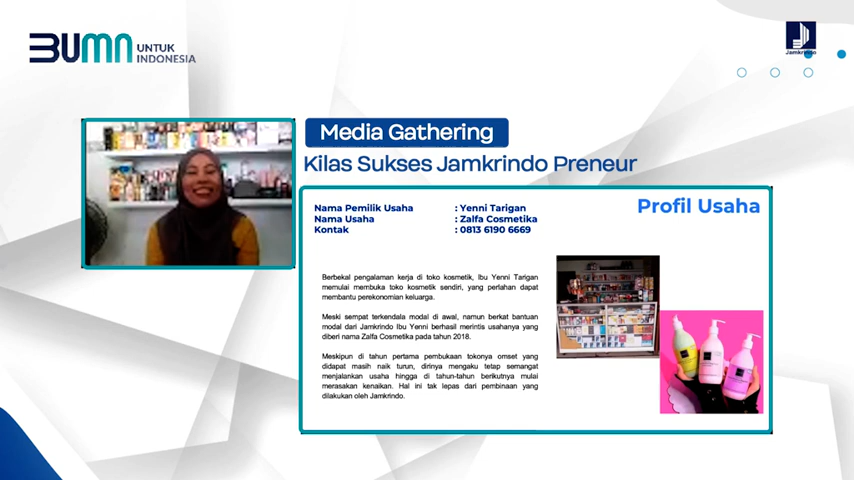 BUMN UNTUK
INDONESIA
Jamkrindo
Media Gathering
Kilas Sukses Jamkrindo Preneur
Profil Usaha
Nama Pemilik Usaha : Yenni Tarigan
Nama Usaha : Zalfa Cosmetika
Kontak : 0813 6190 6669
Berbekal pengalaman kerja di toko kosmetik, Ibu Yenni Tarigan
memulai membuka toko kosmetik sendiri, yang perlahan dapat
membantu perekonomian keluarga.
Meski sempat terkendala modal di awal, namun berkat bantuan
modal dari Jamkrindo Ibu Yenni berhasil merintis usahanya yang
diberi nama Zalfa Cosmetika pada tahun 2018.
Meskipun di tahun pertama pembukaan tokonya omset yang
didapat masih naik turun, dirinya mengaku tetap semangat
menjalankan usaha hingga di tahun-tahun berikutnya mulai
merasakan kenaikan. Hal ini tak lepas dari pembinaan yang
dilakukan oleh Jamkrindo.